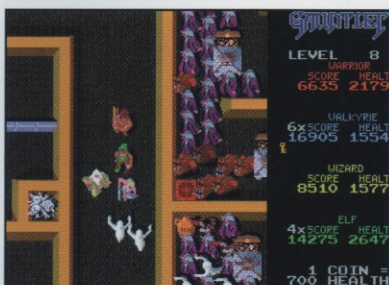 GAUNTLET
LEVEL 8
WARRIOR
SCORE HEALT
6635 2179
VALKYRIE
6x SCORE HEALT
16905 1554
WIZARD
SCORE HEALT
8510 1577
ELF
4x SCORE HEALT
14275 2647
1 COIN =
700 HEALTH